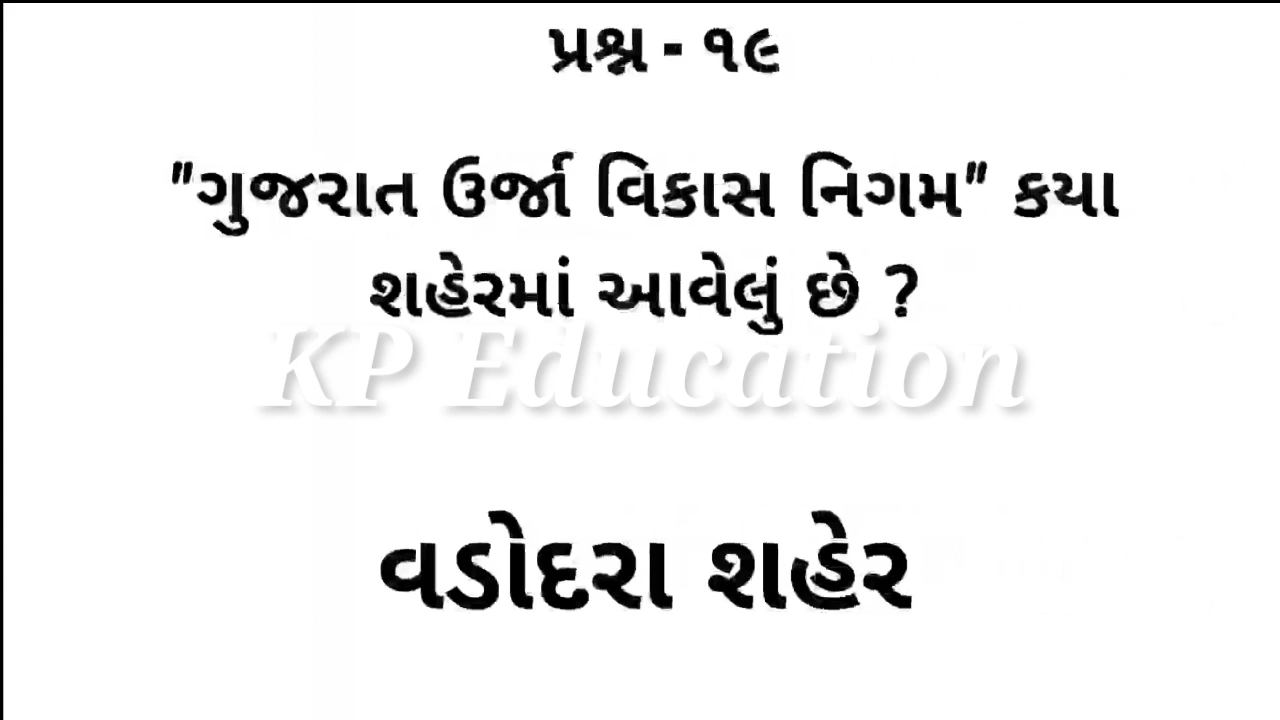 પ્રશ્ન - ૧૯
"ગુજરાત ઉર્જા વિકાસ નિગમ" કયા
શહેરમાં આવેલું છે ?
KP Education
વડોદરા શહેર